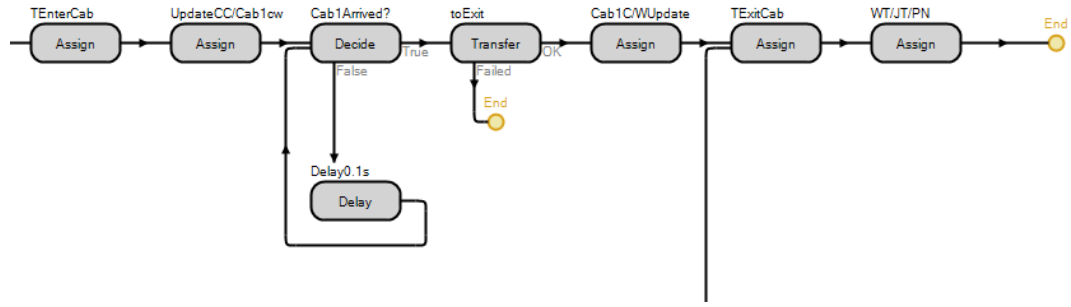 TEnterCab
UpdateCC/Cab1cw
Cab1Arrived?
toExit
Cab1C/WUpdate
TExitCab
WT/JT/PN
End
Assign
Assign
Decide
Transfer
Assign
Assign
Assign
True
OK
False
Failed
End
Delay0.1s
Delay